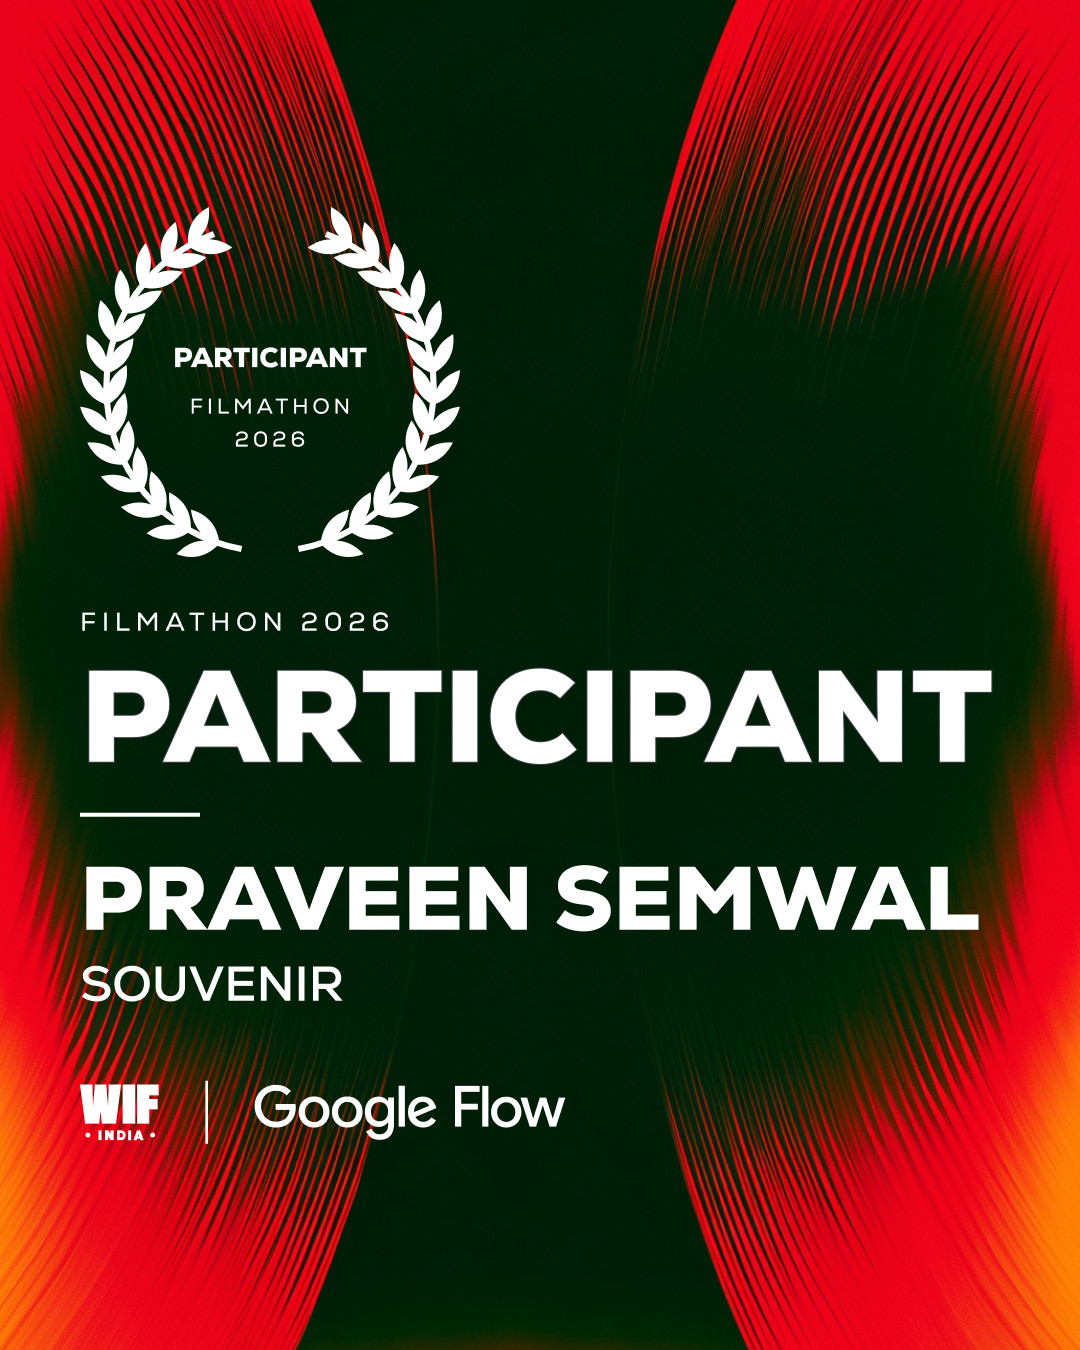 PARTICIPANT
FILMATHON
2026
FILMATHON 2026
PARTICIPANT
PRAVEEN SEMWAL
SOUVENIR
WIF
• INDIA •
Google Flow